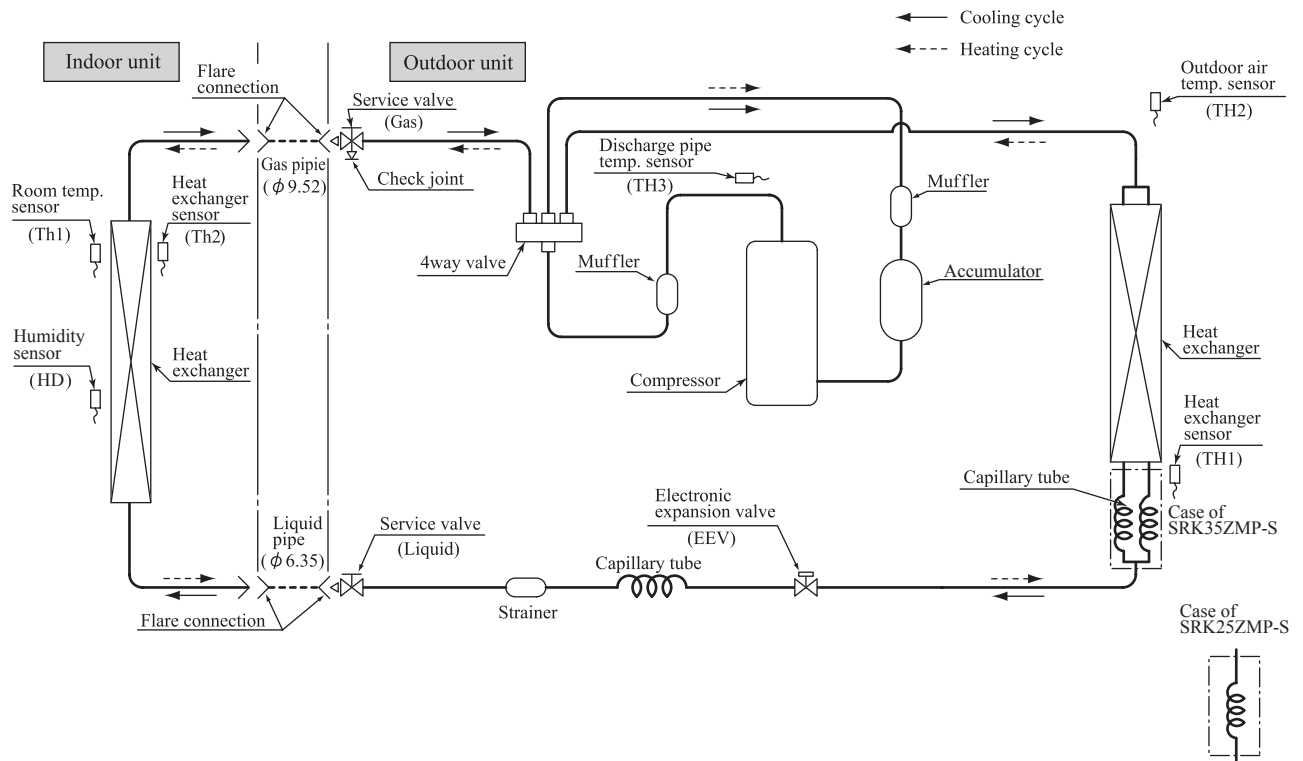 Cooling cycle
Heating cycle
Indoor unit
Outdoor unit
Flare
connection
Service valve
(Gas)
Outdoor air
temp. sensor
(TH2)
Gas pipie
(ϕ9.52)
Check joint
Discharge pipe
temp. sensor
(TH3)
Muffler
Room temp.
sensor
(Th1)
Heat
exchanger
sensor
(Th2)
4way valve
Muffler
Accumulator
Humidity
sensor
(HD)
Heat
exchanger
Compressor
Heat
exchanger
Heat
exchanger
sensor
(TH1)
Capillary tube
Case of
SRK35ZMP-S
Liquid
pipe
(ϕ6.35)
Service valve
(Liquid)
Electronic
expansion valve
(EEV)
Capillary tube
Strainer
Flare connection
Case of
SRK25ZMP-S